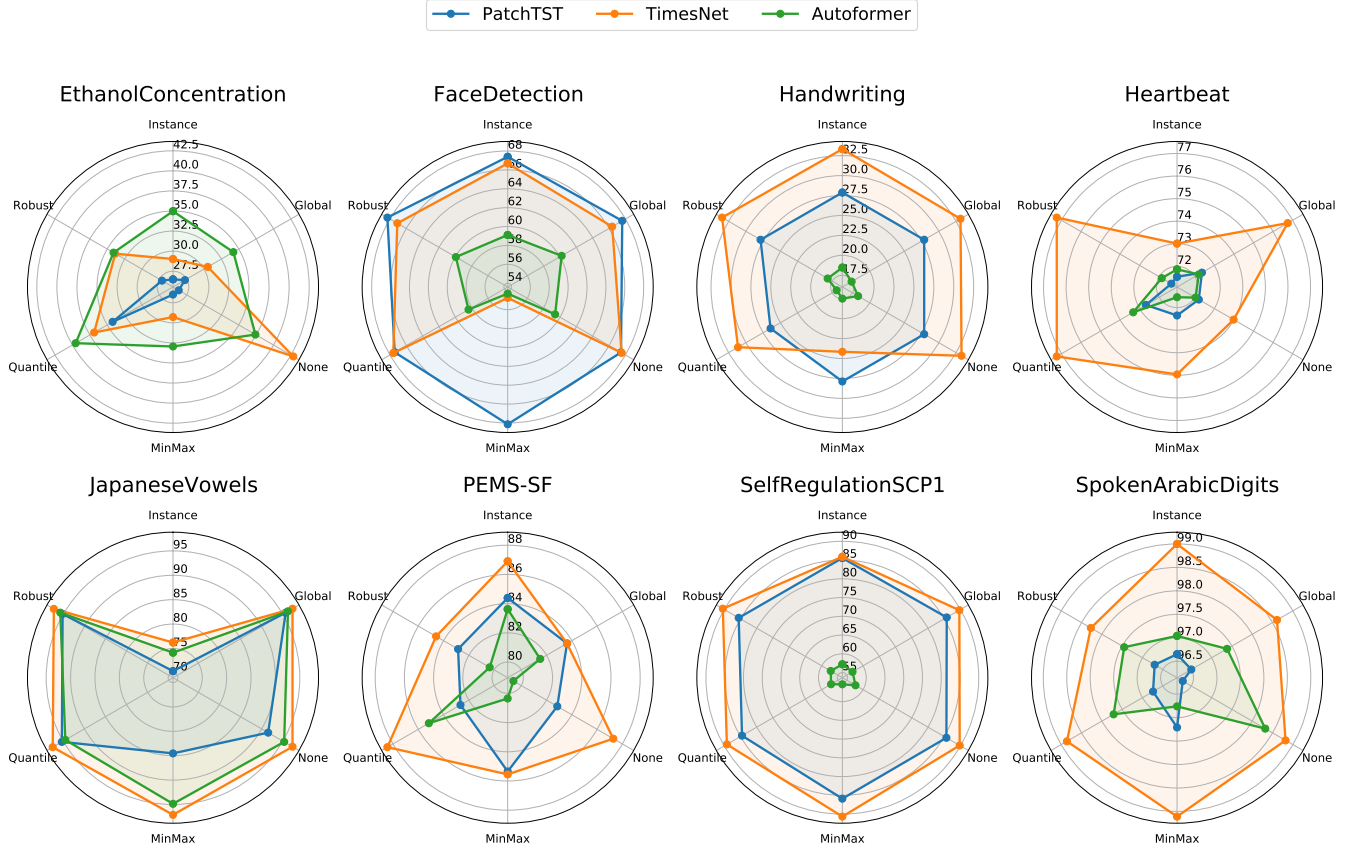 PatchTST TimesNet Autoformer
EthanolConcentration FaceDetection Handwriting Heartbeat
Instance Instance Instance Instance
42.5 40.0 37.5 35.0 32.5 30.0 27.5
68 66 64 62 60 58 56 54
32.5 30.0 27.5 25.0 22.5 20.0 17.5
77 76 75 74 73 72
Robust Global Robust Global Robust Global Robust Global
Quantile None Quantile None Quantile None Quantile None
MinMax MinMax MinMax MinMax
JapaneseVowels PEMS-SF SelfRegulationSCP1 SpokenArabicDigits
Instance Instance Instance Instance
95 90 85 80 75 70
88 86 84 82 80
90 85 80 75 70 65 60 55
99.0 98.5 98.0 97.5 97.0 96.5
Robust Global Robust Global Robust Global Robust Global
Quantile None Quantile None Quantile None Quantile None
MinMax MinMax MinMax MinMax